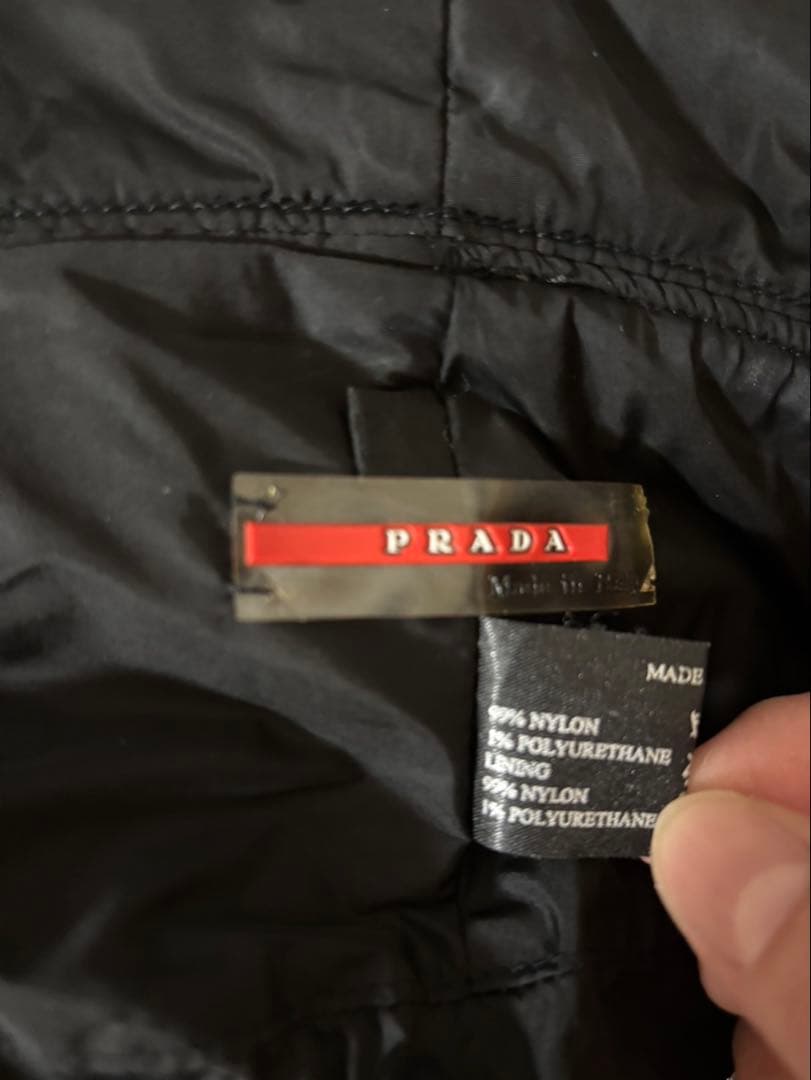 PRADA
Made in
MADE
99% NYLON
1% POLYURETHANE
LINING
99% NYLON
1% POLYURETHANE